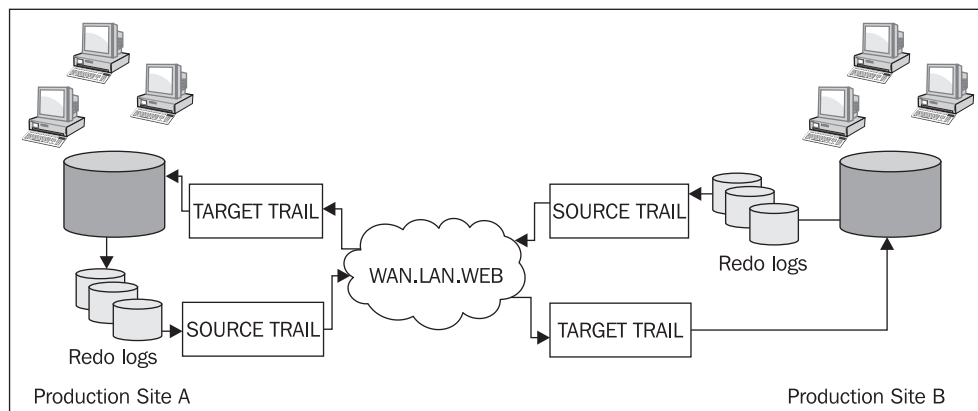 TARGET TRAIL
SOURCE TRAIL
WAN.LAN.WEB
Redo logs
SOURCE TRAIL
TARGET TRAIL
Redo logs
Production Site A
Production Site B